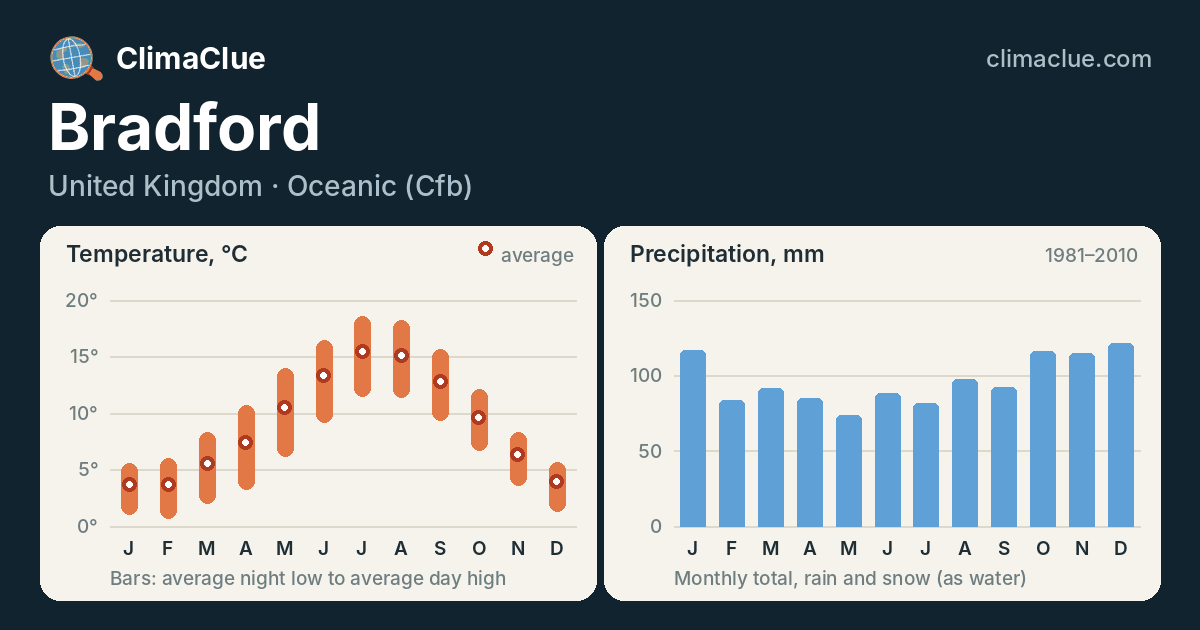 ClimaClue
climaclue.com
Bradford
United Kingdom · Oceanic (Cfb)
Temperature, °C
average
20°
15°
10°
5°
0°
J F M A M J J A S O N D
Bars: average night low to average day high
Precipitation, mm
1981–2010
150
100
50
0
J F M A M J J A S O N D
Monthly total, rain and snow (as water)